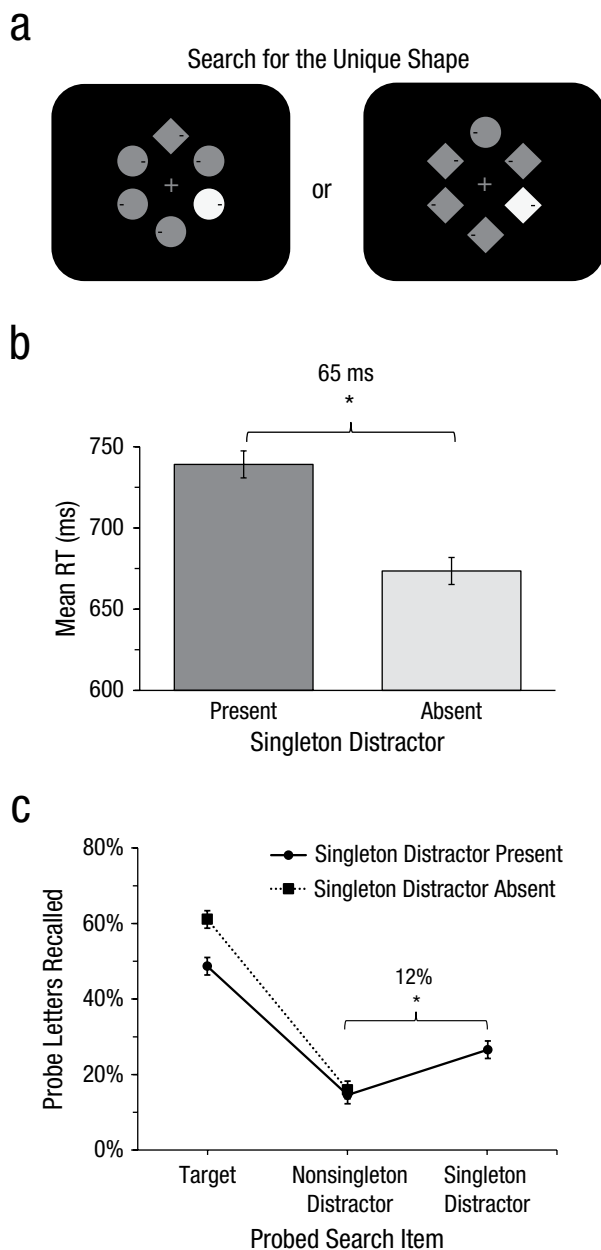 a
Search for the Unique Shape
or
b
65 ms
*
750
700
650
600
Mean RT (ms)
Present
Absent
Singleton Distractor
c
80%
60%
40%
20%
0%
Probe Letters Recalled
Singleton Distractor Present
Singleton Distractor Absent
12%
*
Target
Nonsingleton
Distractor
Singleton
Distractor
Probed Search Item